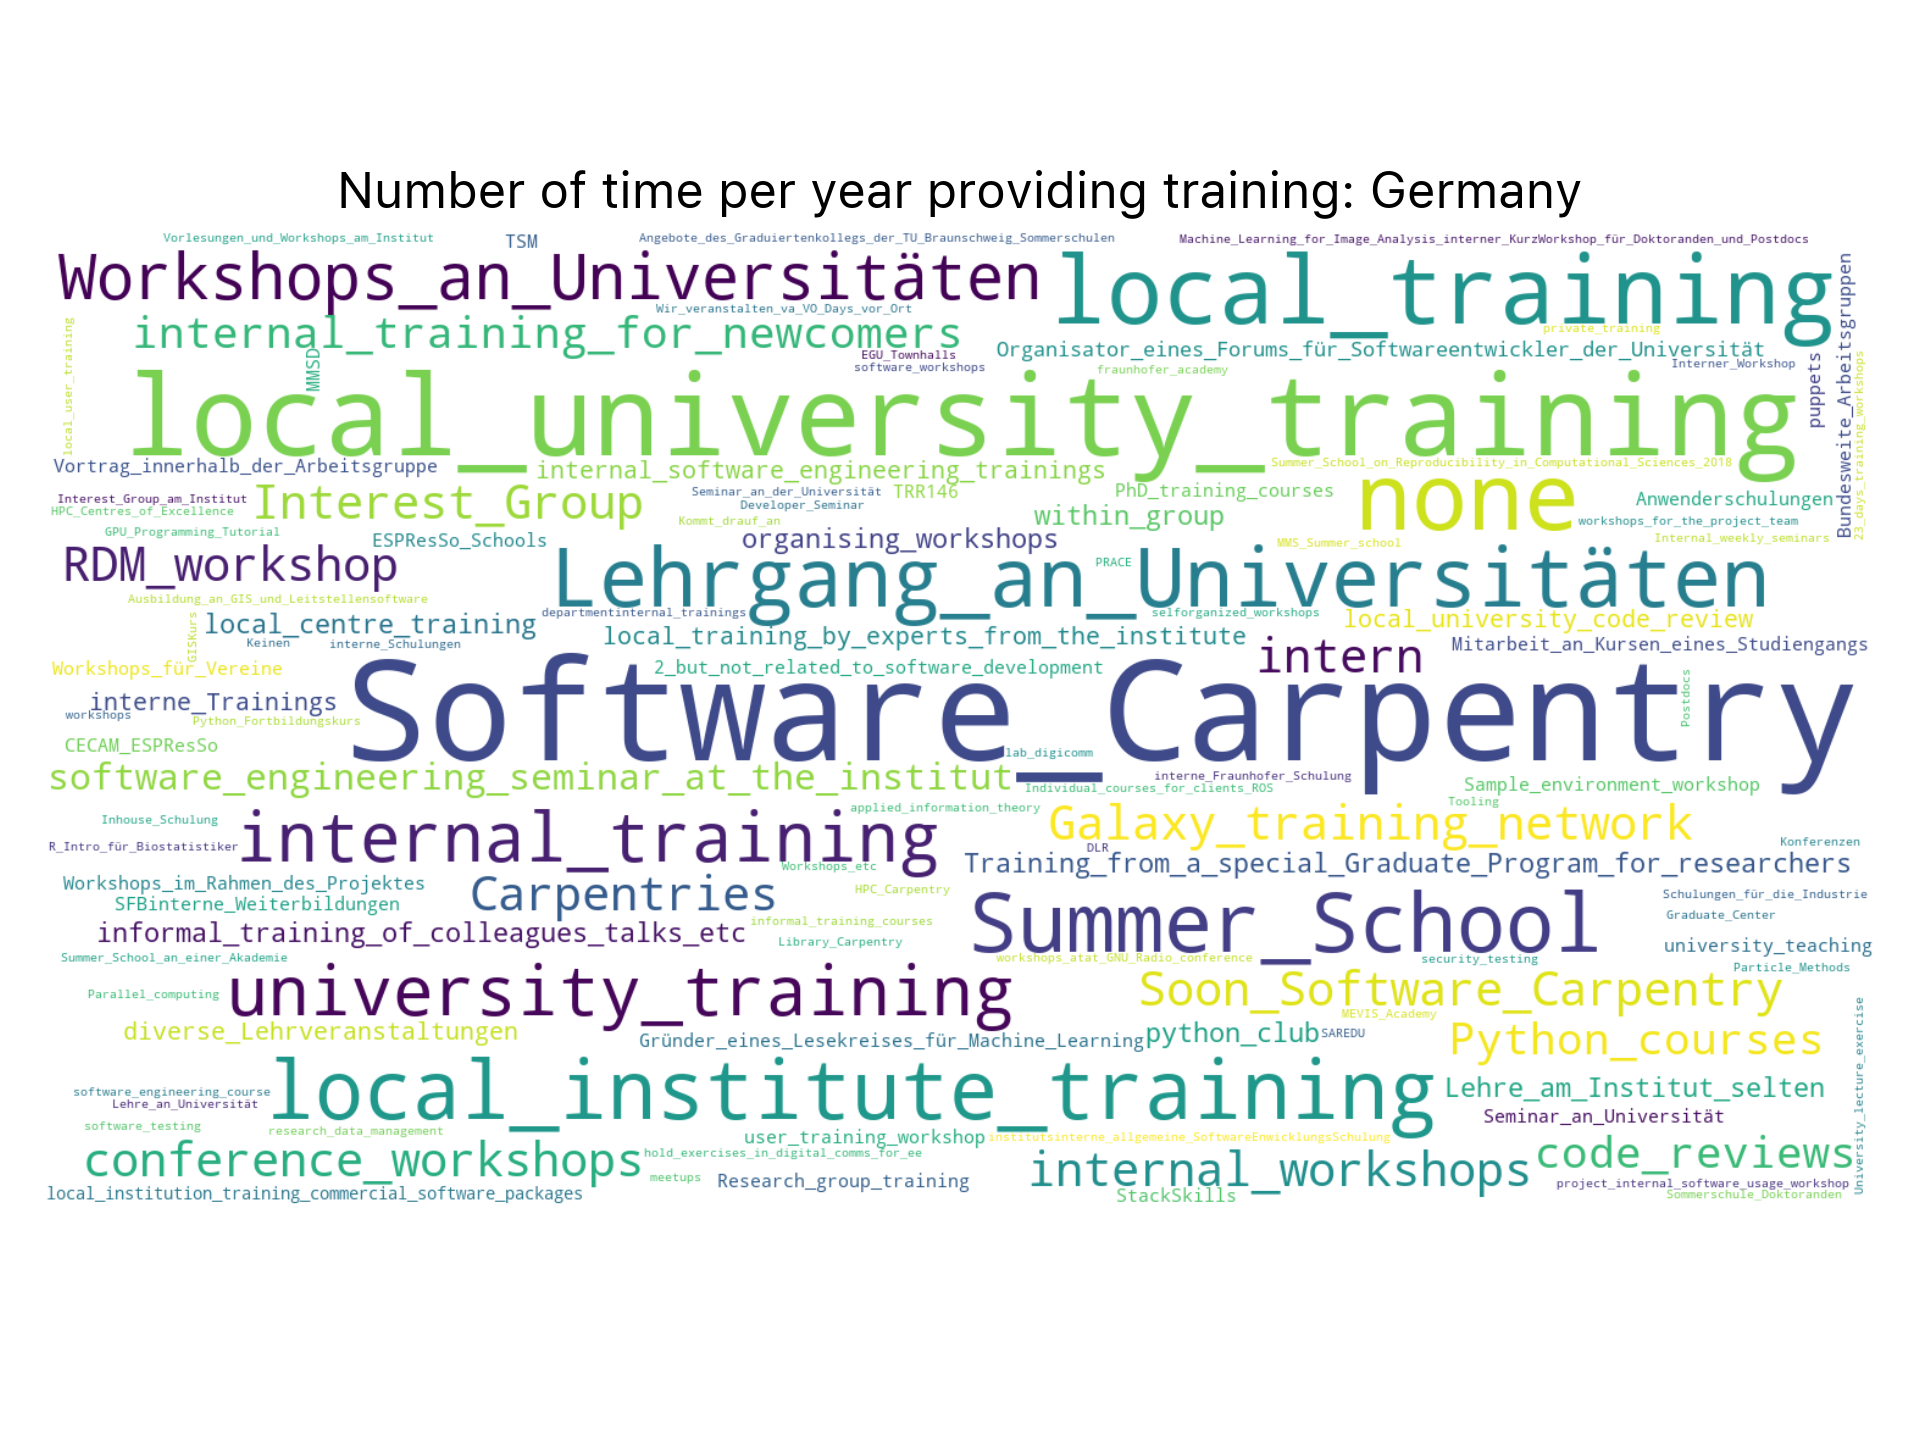 Number of time per year providing training: Germany
Vorlesungen_und_Workshops_am_Institut
TSM
Angebote_des_Graduiertenkollegs_der_TU_Braunschweig_Sommerschulen
Machine_Learning_for_Image_Analysis_interner_KurzWorkshop_für_Doktoranden_und_Postdocs
Workshops_an_Universitäten
local_training
Wir_veranstalten_va_VO_Days_vor_Ort
internal_training_for_newcomers
private_training
Organisator_eines_Forums_für_Softwareentwickler_der_Universität
EGU_Townhalls
software_workshops
Interner_Workshop
fraunhofer_academy
local_user_training
MMSD
puppets
Bundesweite_Arbeitsgruppen
23_days_training_workshops
local_university_training
Vortrag_innerhalb_der_Arbeitsgruppe
internal_software_engineering_trainings
Summer_School_on_Reproducibility_in_Computational_Sciences_2018
Interest_Group_am_Institut
HPC_Centres_of_Excellence
Interest_Group
Seminar_an_der_Universität
TRR146
Developer_Seminar
Kommt_drauf_an
PhD_training_courses
within_group
none
Anwenderschulungen
workshops_for_the_project_team
GPU_Programming_Tutorial
ESPResSo_Schools
organising_workshops
MMS_Summer_school
Internal_weekly_seminars
RDM_workshop
PRACE
Lehrgang_an_Universitäten
Ausbildung_an_GIS_und_Leitstellensoftware
departmentinternal_trainings
selforganized_workshops
GISKurs
local_centre_training
local_university_code_review
Keinen
interne_Schulungen
local_training_by_experts_from_the_institute
intern
Mitarbeit_an_Kursen_eines_Studiengangs
Workshops_für_Vereine
2_but_not_related_to_software_development
Postdocs
interne_Trainings
workshops
Python_Fortbildungskurs
Software_Carpentry
CECAM_ESPResSo
lab_digicomm
software_engineering_seminar_at_the_institut
interne_Fraunhofer_Schulung
Individual_courses_for_clients_ROS
Sample_environment_workshop
Tooling
applied_information_theory
Inhouse_Schulung
internal_training
Galaxy_training_network
R_Intro_für_Biostatistiker
DLR
Konferenzen
Workshops_etc
Training_from_a_special_Graduate_Program_for_researchers
Workshops_im_Rahmen_des_Projektes
Carpentries
HPC_Carpentry
SFBinterne_Weiterbildungen
Summer_School
Schulungen_für_die_Industrie
Graduate_Center
informal_training_courses
informal_training_of_colleagues_talks_etc
Library_Carpentry
university_teaching
Summer_School_an_einer_Akademie
workshops_atat_GNU_Radio_conference
security_testing
Particle_Methods
Parallel_computing
university_training
Soon_Software_Carpentry
MEVIS_Academy
diverse_Lehrveranstaltungen
Gründer_eines_Lesekreises_für_Machine_Learning
python_club
SAREDU
Python_courses
University_lecture_exercise
software_engineering_course
Lehre_an_Universität
local_institute_training
Lehre_am_Institut_selten
Seminar_an_Universität
software_testing
research_data_management
user_training_workshop
institutsinterne_allgemeine_SoftwareEnwicklungsSchulung
conference_workshops
hold_exercises_in_digital_comms_for_ee
meetups
Research_group_training
internal_workshops
code_reviews
local_institution_training_commercial_software_packages
StackSkills
project_internal_software_usage_workshop
Sommerschule_Doktoranden